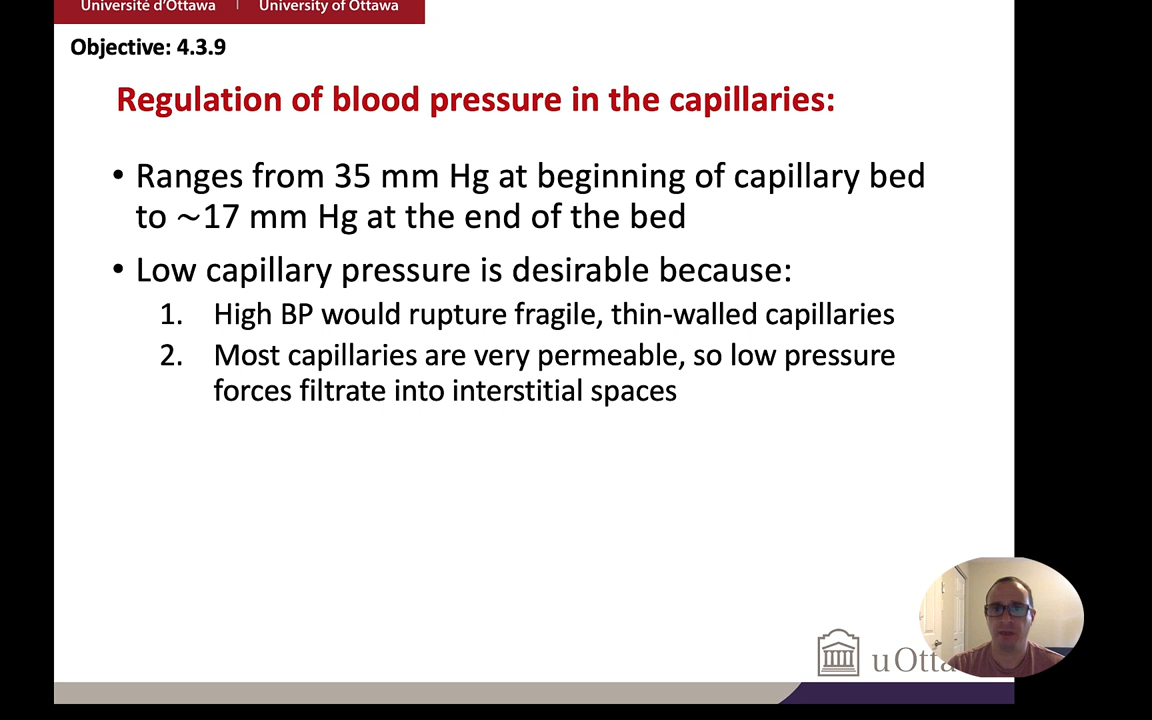 Université d'Ottawa | University of Ottawa
Objective: 4.3.9
Regulation of blood pressure in the capillaries:
• Ranges from 35 mm Hg at beginning of capillary bed
to ~17 mm Hg at the end of the bed
• Low capillary pressure is desirable because:
1. High BP would rupture fragile, thin-walled capillaries
2. Most capillaries are very permeable, so low pressure
forces filtrate into interstitial spaces
uOtta